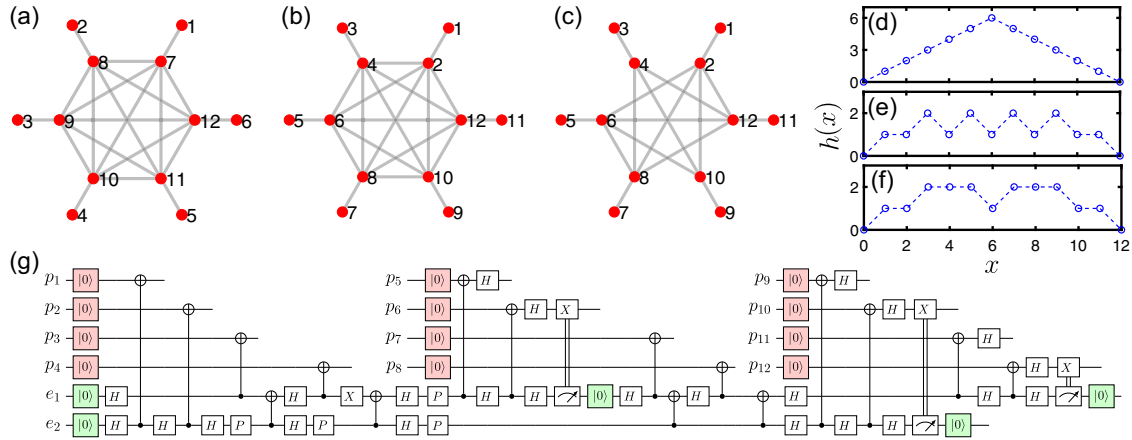 (a)
2
1
8
7
3
9
12
6
10
11
4
5
(b)
3
1
4
2
5
6
12
11
8
10
7
9
(c)
3
1
4
2
5
6
12
11
8
10
7
9
h(x)
6
3
0
(d)
2
0
(e)
2
0
(f)
0 2 4 6 8 10 12
x
(g)
p1 |0⟩ p5 |0⟩ H p9 |0⟩ H
p2 |0⟩ p6 |0⟩ H X p10 |0⟩ H X
p3 |0⟩ p7 |0⟩ p11 |0⟩ H
p4 |0⟩ p8 |0⟩ p12 |0⟩ H X
e1 |0⟩ H H X H P H H |0⟩ H H H H H |0⟩
e2 |0⟩ H H H P H P H P H H H |0⟩